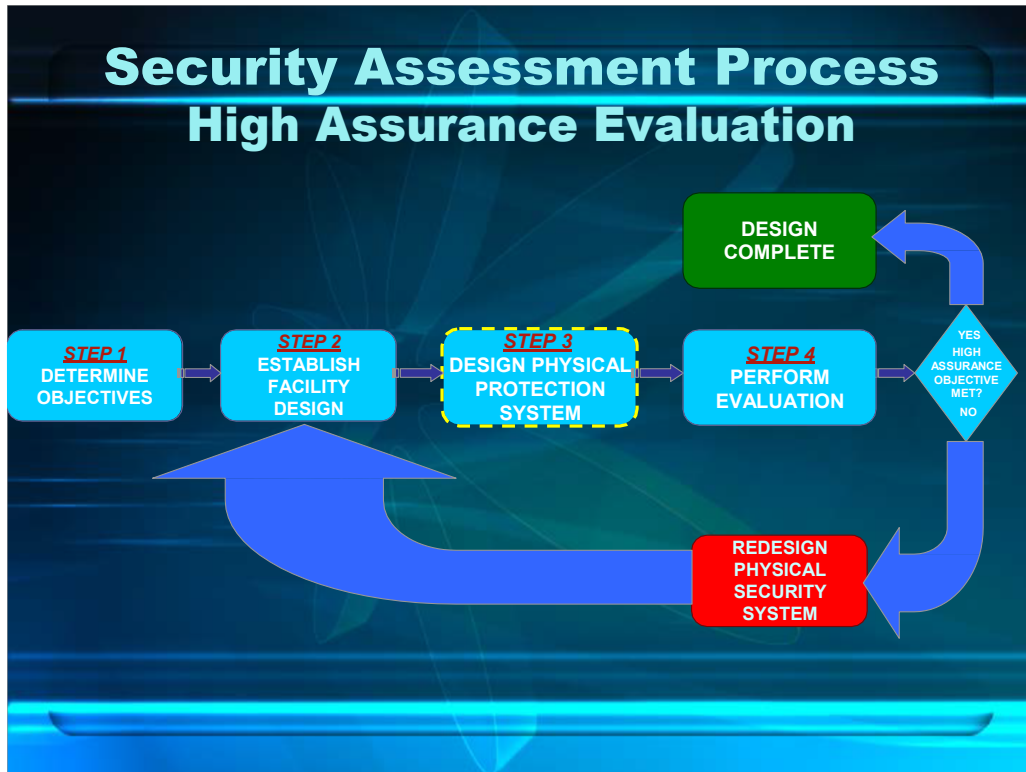 Security Assessment Process
High Assurance Evaluation
DESIGN
COMPLETE
STEP 1
DETERMINE
OBJECTIVES
STEP 2
ESTABLISH
FACILITY
DESIGN
STEP 3
DESIGN PHYSICAL
PROTECTION
SYSTEM
STEP 4
PERFORM
EVALUATION
YES
HIGH
ASSURANCE
OBJECTIVE
MET?
NO
REDESIGN
PHYSICAL
SECURITY
SYSTEM